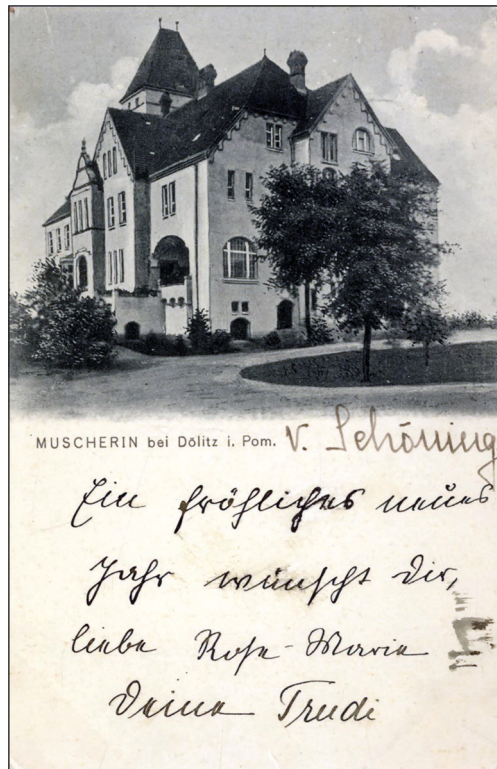 MUSCHERIN bei Dölitz i. Pom. v. Schöning
Ein fröhliches neues
Jahr wünscht Dir,
liebe Rose-Marie
Deine Trudi